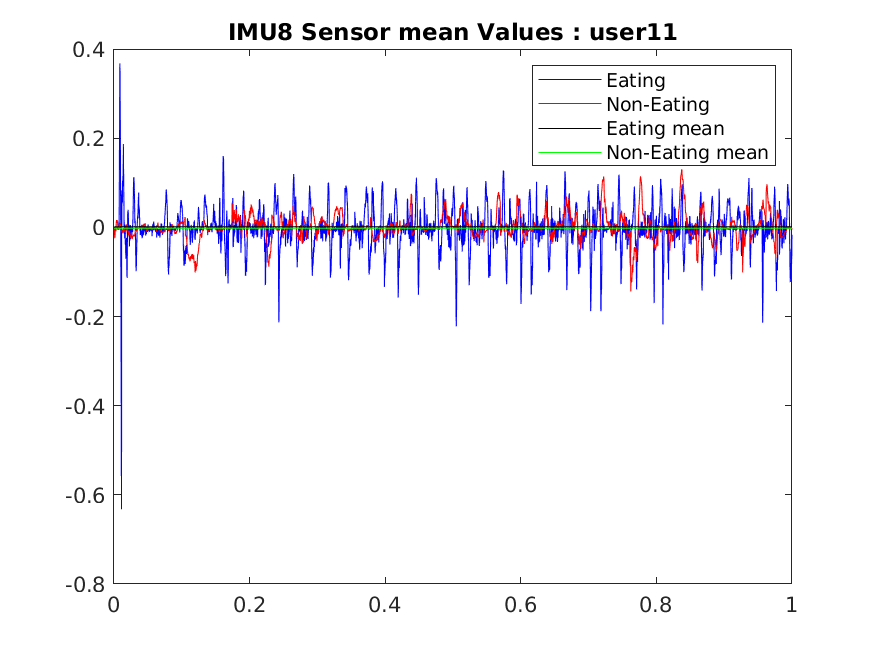 IMU8 Sensor mean Values : user11
0.4
0.2
0
-0.2
-0.4
-0.6
-0.8
Eating
Non-Eating
Eating mean
Non-Eating mean
0 0.2 0.4 0.6 0.8 1